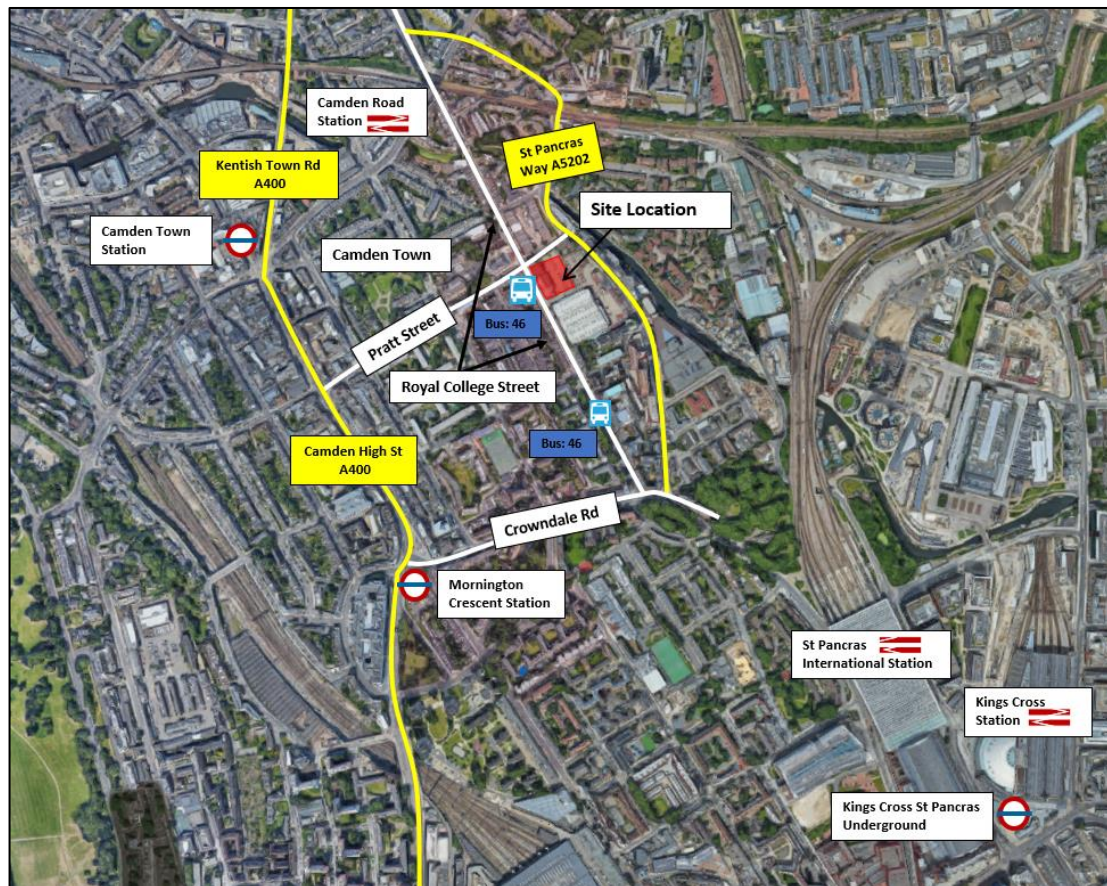 Camden Road
Station
Kentish Town Rd
A400
St Pancras
Way A5202
Site Location
Camden Town
Station
Camden Town
Bus: 46
Pratt Street
Royal College Street
Camden High St
A400
Bus: 46
Crowndale Rd
Mornington
Crescent Station
St Pancras
International Station
Kings Cross
Station
Kings Cross St Pancras
Underground